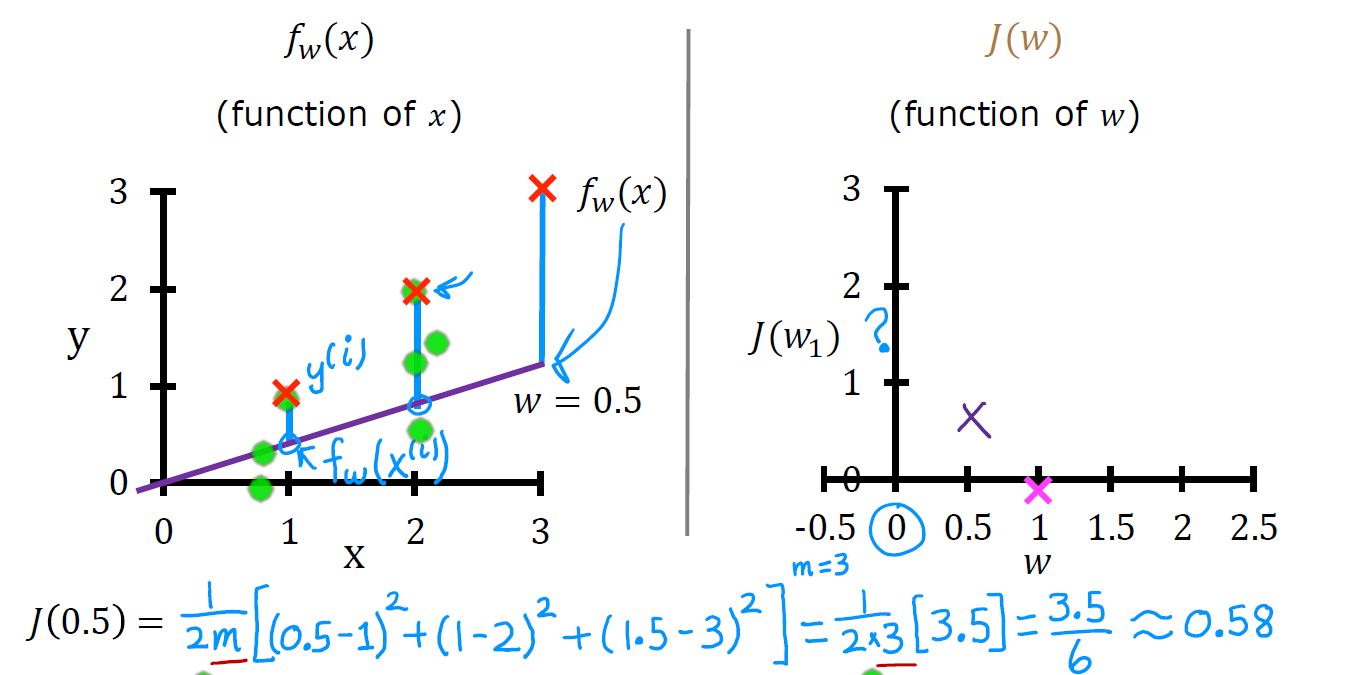 f_w(x)
(function of x)
3
2
1
0
y
0 1 2 3
x
y^(i)
f_w(x^(i))
f_w(x)
w = 0.5
J(w)
(function of w)
3
2
1
0
J(w₁) ?
-0.5 0 0.5 1 1.5 2 2.5
w
m=3
J(0.5) = 1/2m [(0.5-1)² + (1-2)² + (1.5-3)²] = 1/2×3 [3.5] = 3.5/6 ≈ 0.58